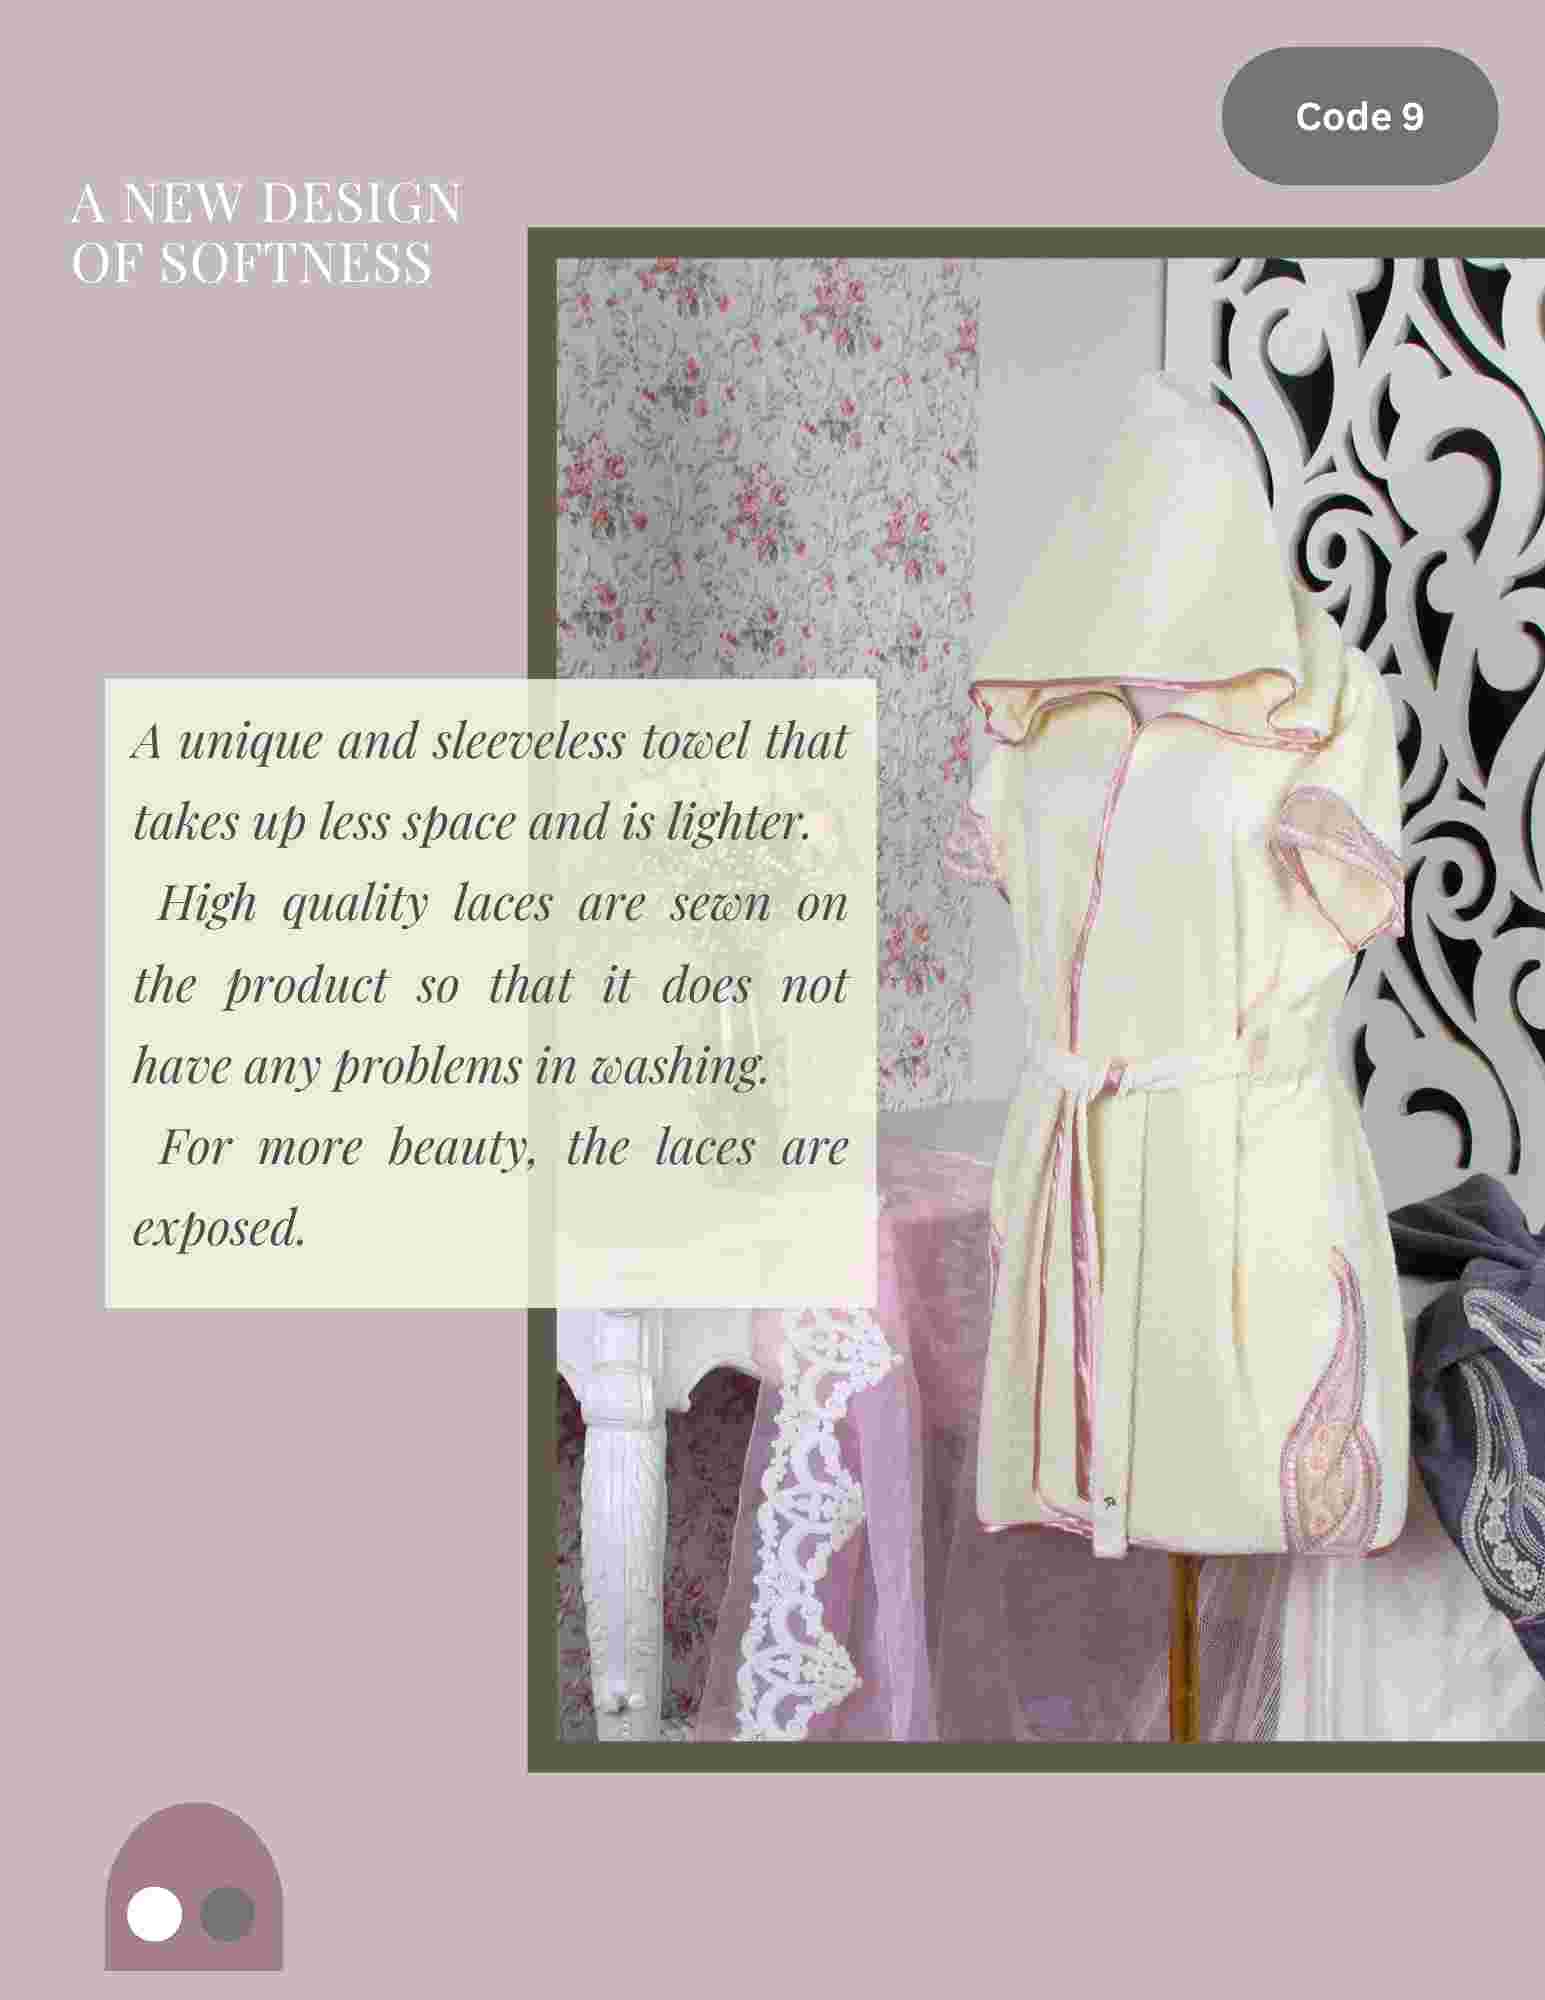 Code 9
A NEW DESIGN
OF SOFTNESS
A unique and sleeveless towel that
takes up less space and is lighter.
High quality laces are sewn on
the product so that it does not
have any problems in washing.
For more beauty, the laces are
exposed.